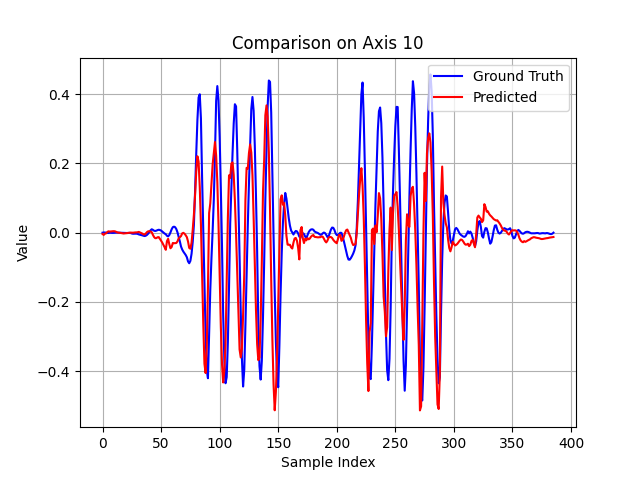 Comparison on Axis 10
Ground Truth
Predicted
0.4
0.2
0.0
−0.2
−0.4
Value
0
50
100
150
200
250
300
350
400
Sample Index